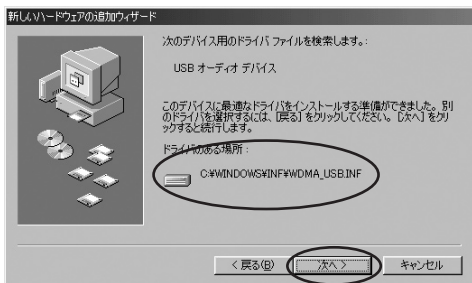 新しいハードウェアの追加ウィザード
次のデバイス用のドライバ ファイルを検索します。:
USB オーディオ デバイス
このデバイスに最適なドライバをインストールする準備ができました。別
のドライバを選択するには、[戻る] をクリックしてください。[次へ] をクリ
ックすると続行します。
ドライバのある場所 :
C:¥WINDOWS¥INF¥WDMA_USB.INF
< 戻る(B)
次へ >
キャンセル